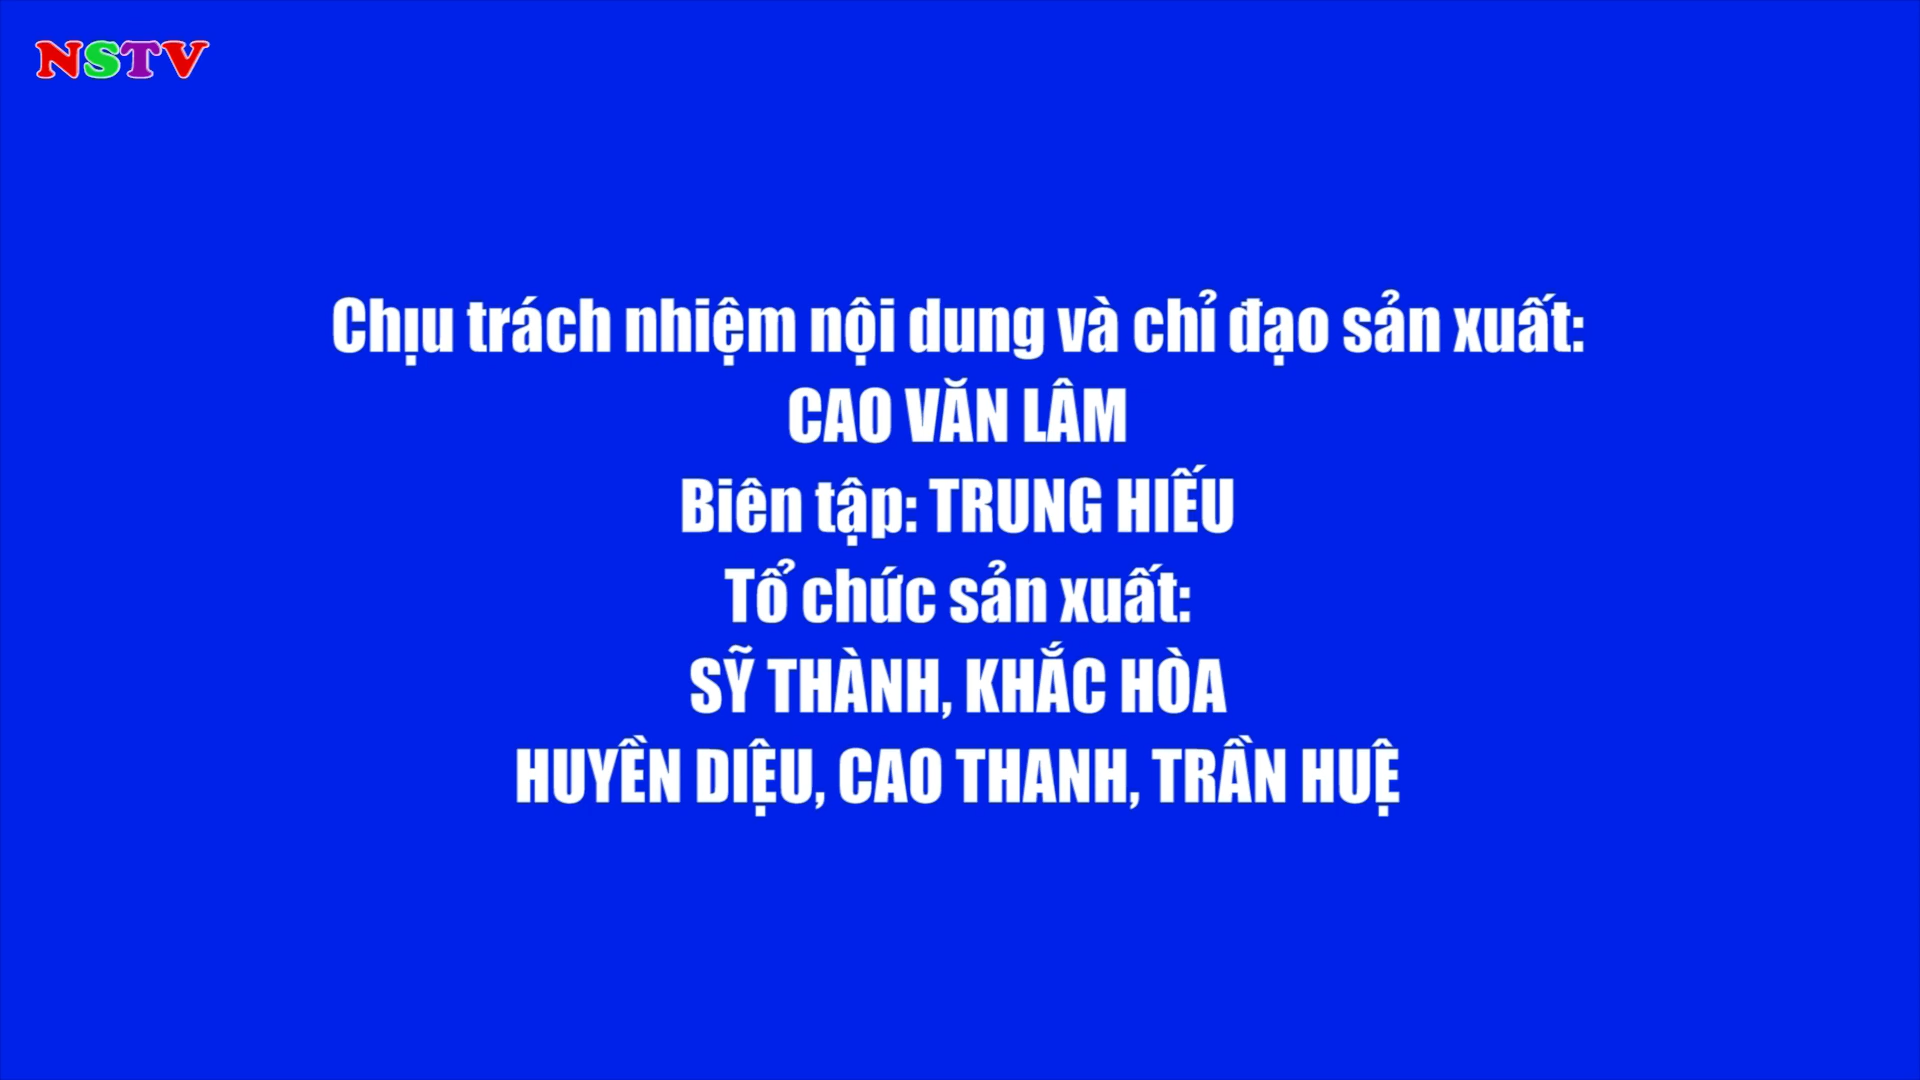 NSTV
Chịu trách nhiệm nội dung và chỉ đạo sản xuất:
CAO VĂN LÂM
Biên tập: TRUNG HIẾU
Tổ chức sản xuất:
SỸ THÀNH, KHẮC HÒA
HUYỀN DIỆU, CAO THANH, TRẦN HUỆ